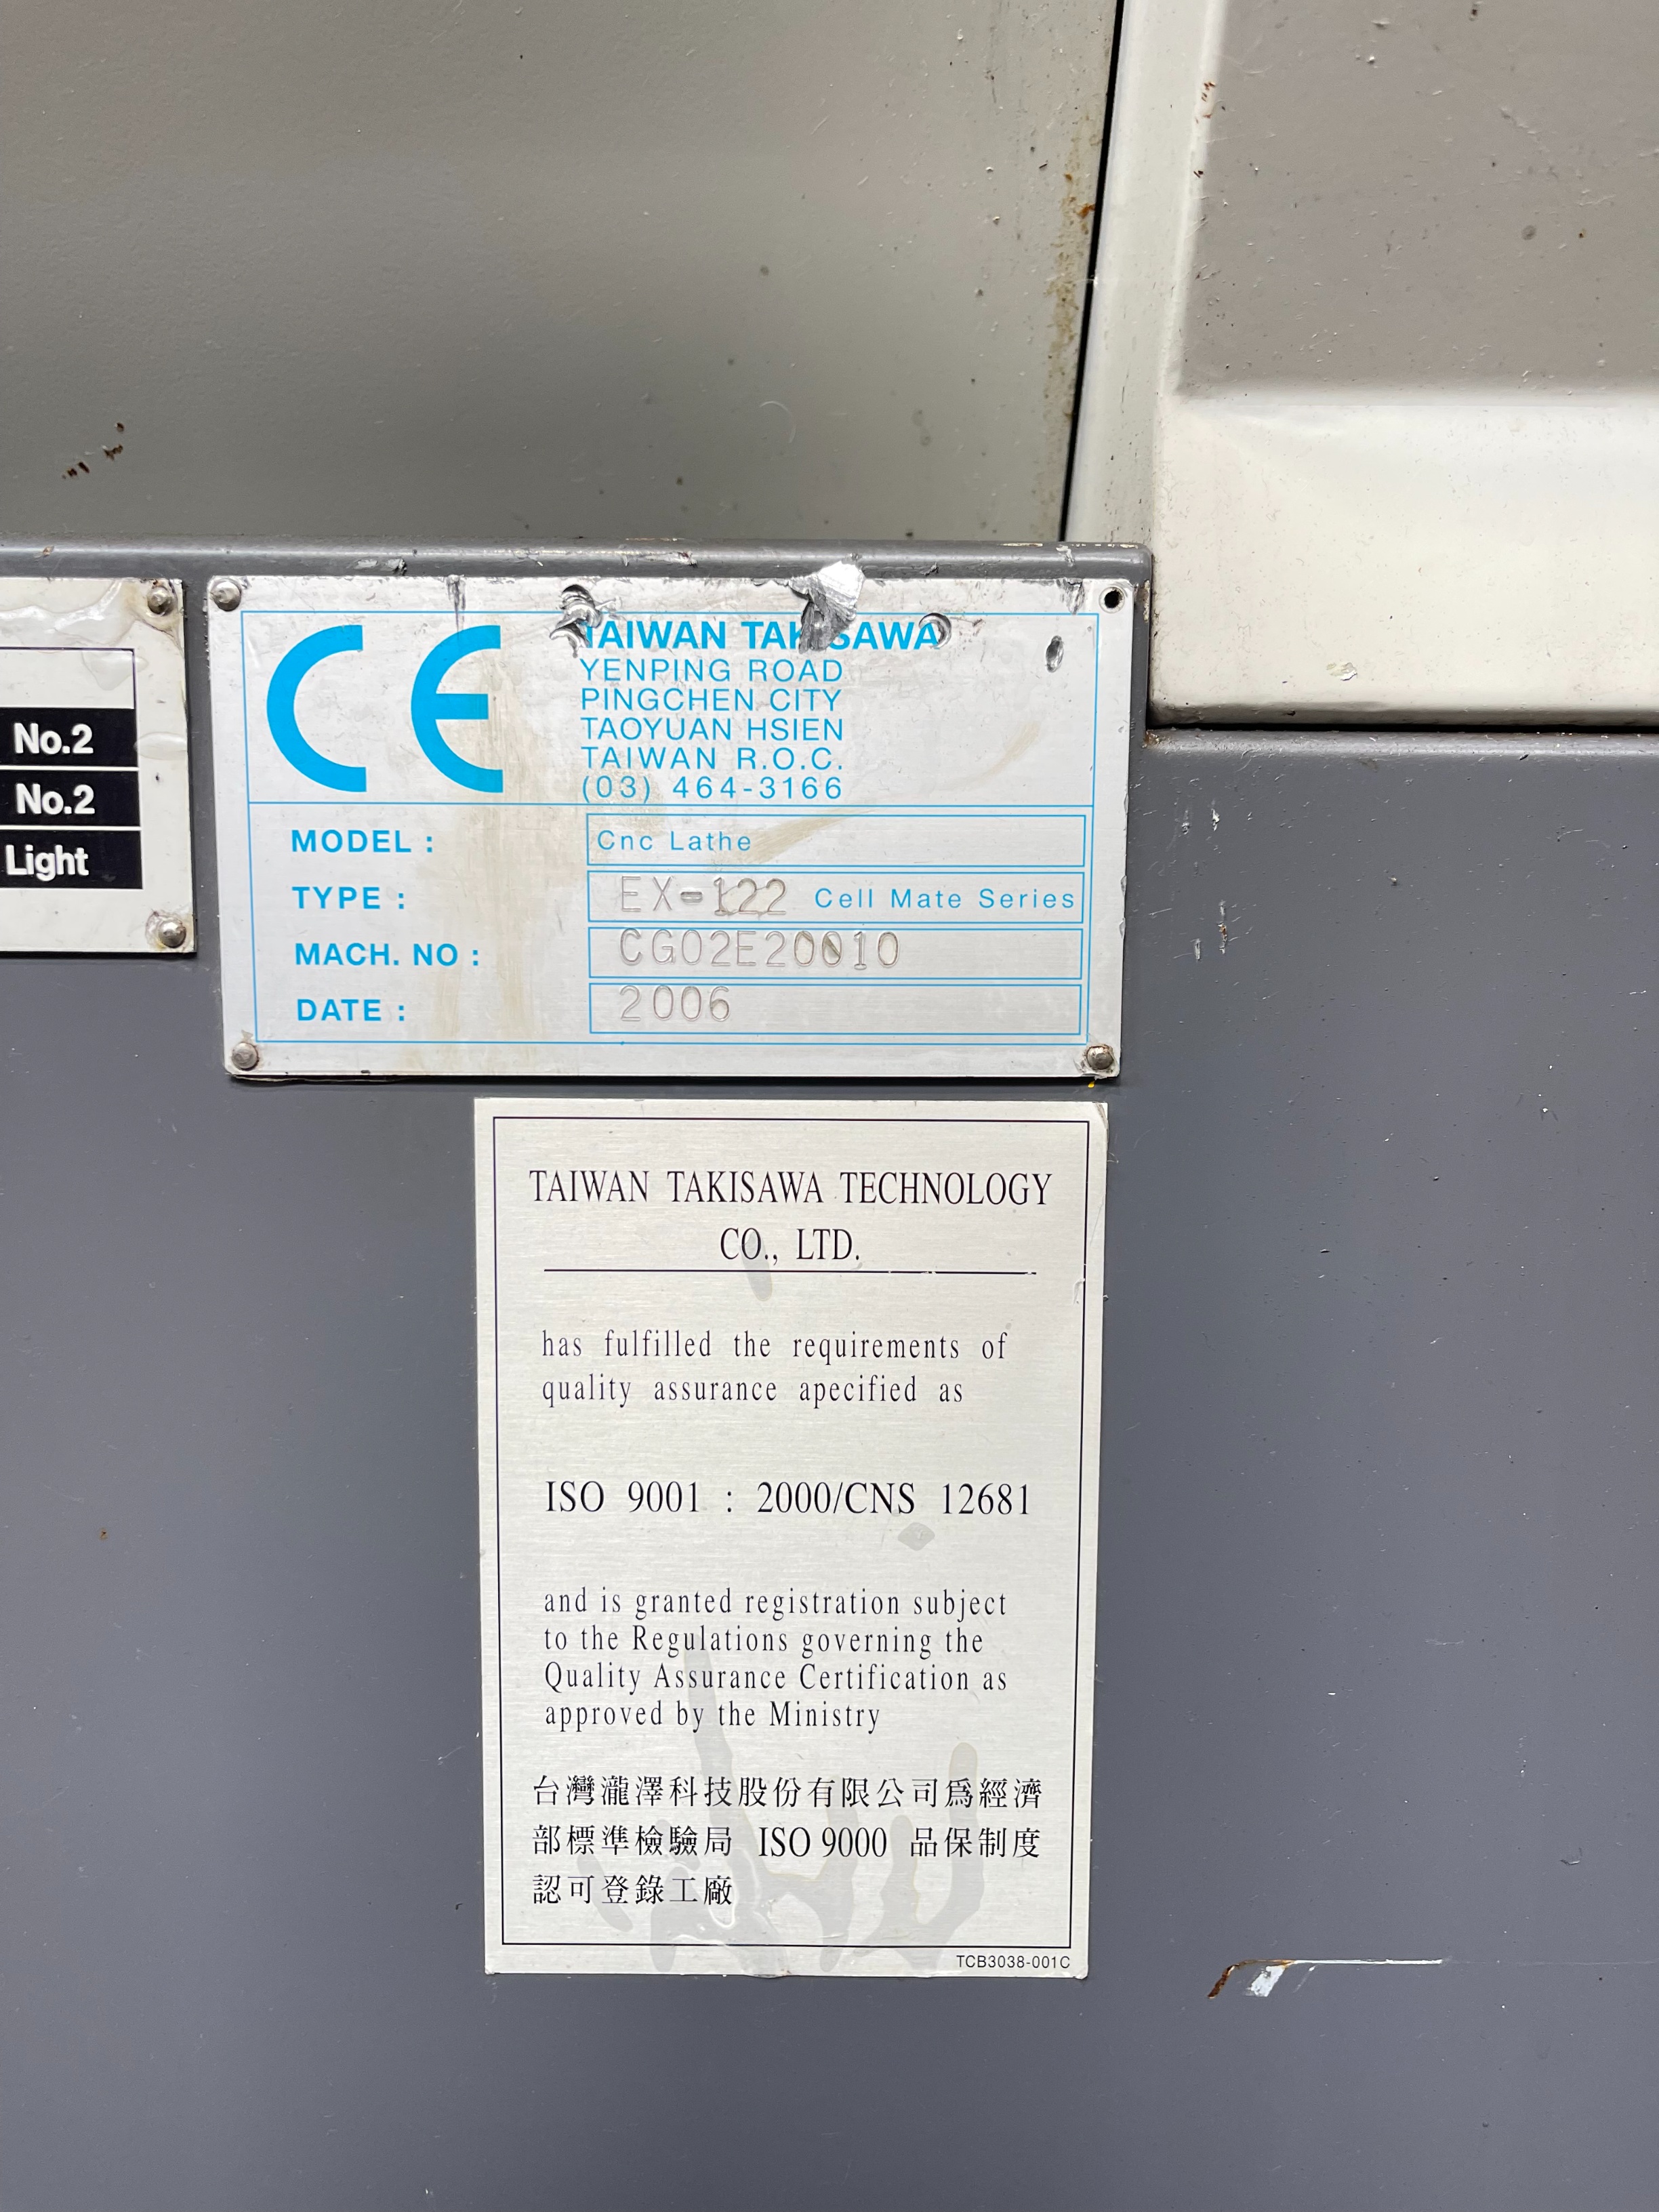 No.2
No.2
Light
CE
TAIWAN TAKISAWA
YENPING ROAD
PINGCHEN CITY
TAOYUAN HSIEN
TAIWAN R.O.C.
(03) 464-3166
MODEL : Cnc Lathe
TYPE : EX-122 Cell Mate Series
MACH. NO : CG02E20010
DATE : 2006
TAIWAN TAKISAWA TECHNOLOGY
CO., LTD.
has fulfilled the requirements of
quality assurance apecified as
ISO 9001 : 2000/CNS 12681
and is granted registration subject
to the Regulations governing the
Quality Assurance Certification as
approved by the Ministry
台灣瀧澤科技股份有限公司爲經濟
部標準檢驗局 ISO 9000 品保制度
認可登錄工廠
TCB3038-001C